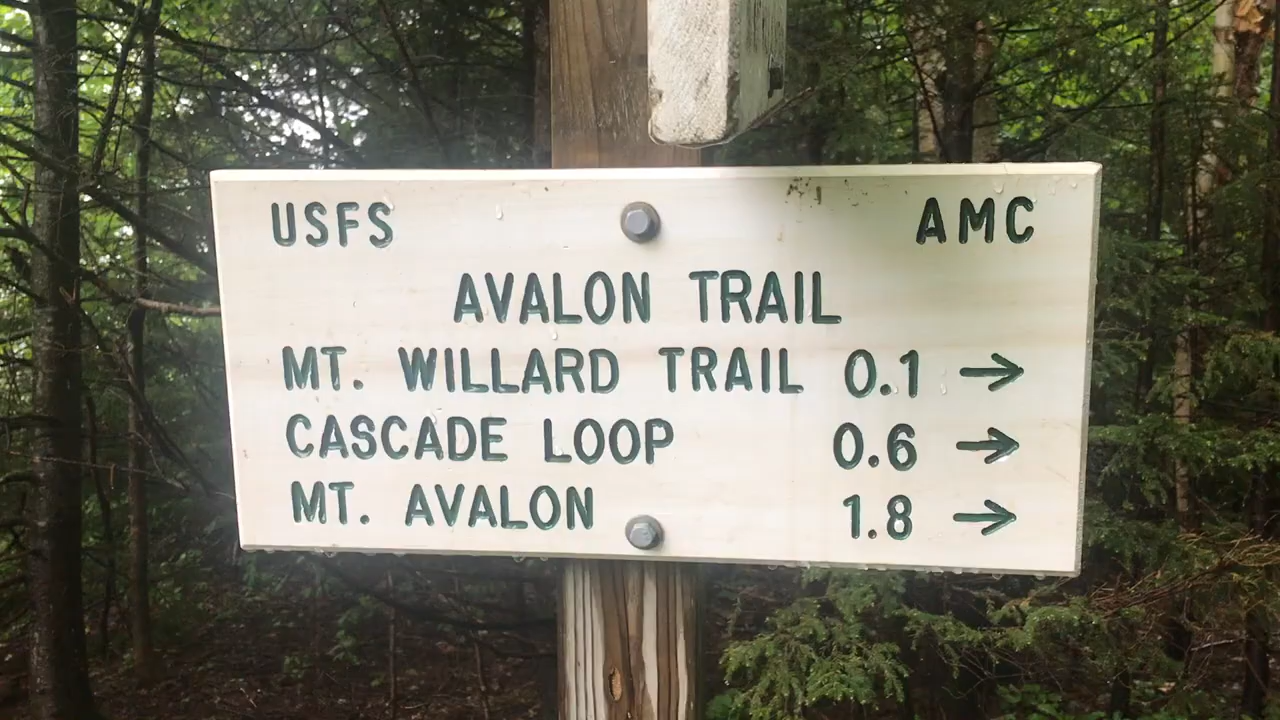 USFS AMC
AVALON TRAIL
MT. WILLARD TRAIL 0.1 →
CASCADE LOOP 0.6 →
MT. AVALON 1.8 →